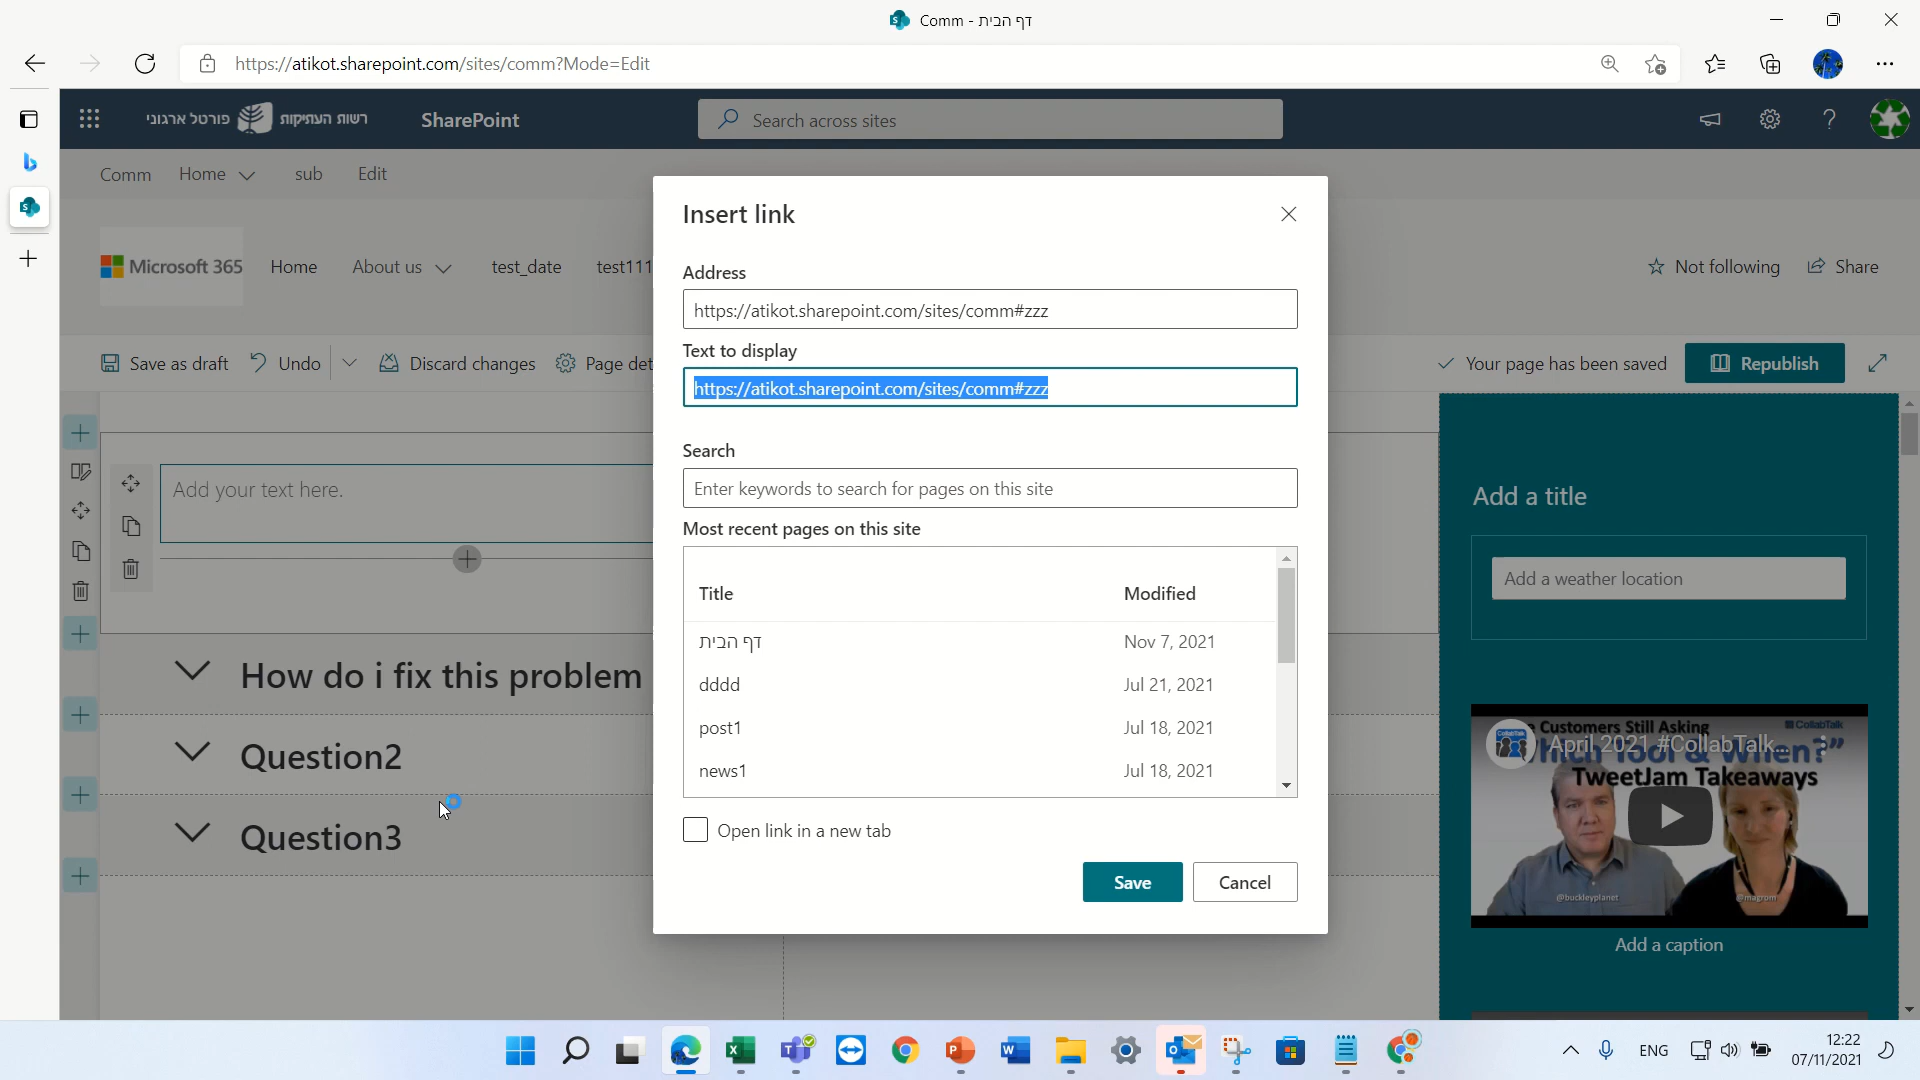 Comm - דף הבית
https://atikot.sharepoint.com/sites/comm?Mode=Edit
רשות העתיקות פורטל ארגוני
SharePoint
Search across sites
Comm Home sub Edit
Microsoft 365 Home About us test_date test111
Not following Share
Save as draft Undo Discard changes Page det
Your page has been saved Republish
Insert link
Address
https://atikot.sharepoint.com/sites/comm#zzz
Text to display
https://atikot.sharepoint.com/sites/comm#zzz
Search
Enter keywords to search for pages on this site
Most recent pages on this site
Title Modified
דף הבית Nov 7, 2021
dddd Jul 21, 2021
post1 Jul 18, 2021
news1 Jul 18, 2021
Open link in a new tab
Save Cancel
Add your text here.
How do i fix this problem
Question2
Question3
Add a title
Add a weather location
Customers Still Asking
CollabTalk
April 2021 #CollabTalk...
"Which Tool & When?"
TweetJam Takeaways
@buckleyplanet @magrom
Add a caption
ENG
12:22
07/11/2021